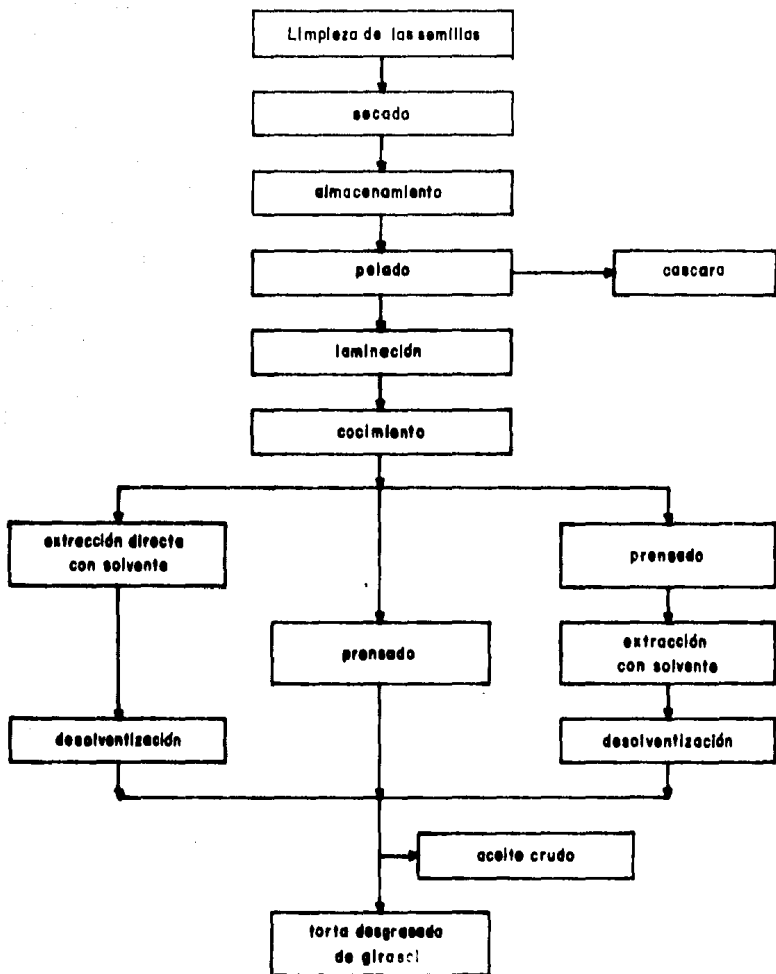 Limpieza de las semillas
secado
almacenamiento
pelado
cascara
laminación
cocimiento
extracción directa
con solvente
prensado
prensado
extracción
con solvente
desolventización
desolventización
aceite crudo
torta desgrasada
de girasol